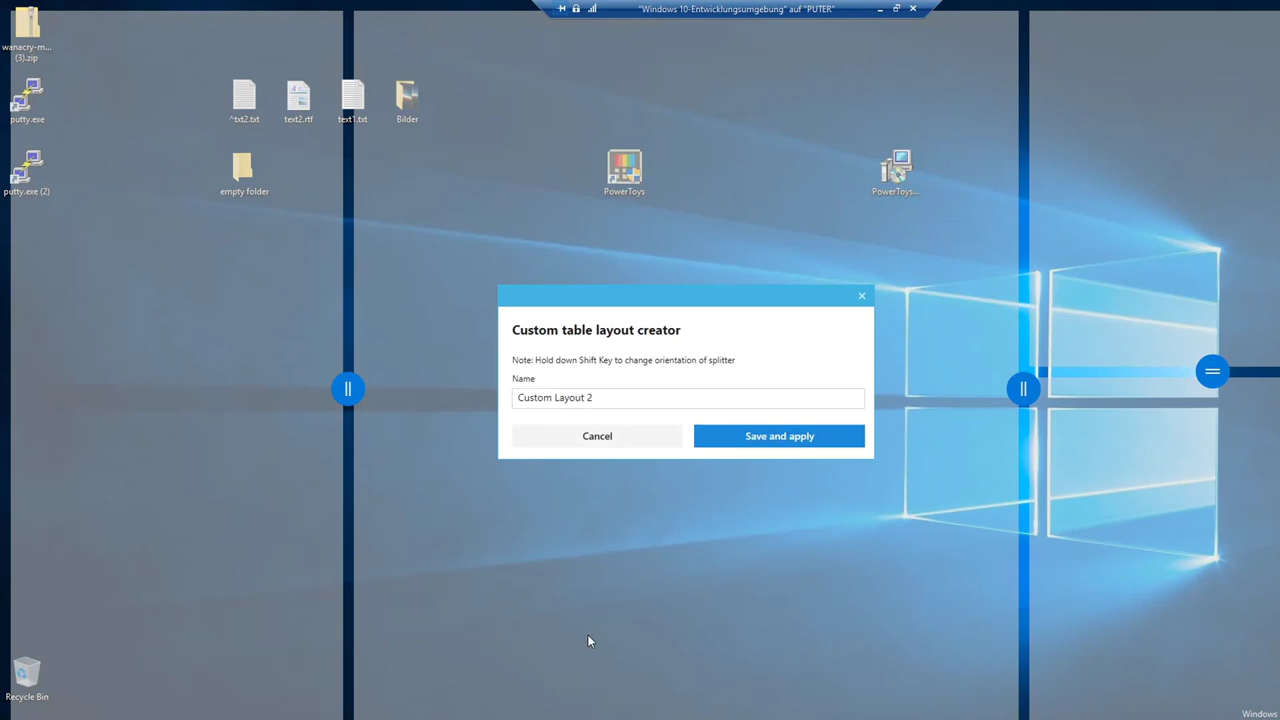 "Windows 10-Entwicklungsumgebung" auf "PUTER"
wanacry-m...
(3).zip
putty.exe
^txt2.txt
text2.rtf
text1.txt
Bilder
putty.exe (2)
empty folder
PowerToys
PowerToys...
Custom table layout creator
Note: Hold down Shift Key to change orientation of splitter
Name
Custom Layout 2
Cancel
Save and apply
Recycle Bin
Windows